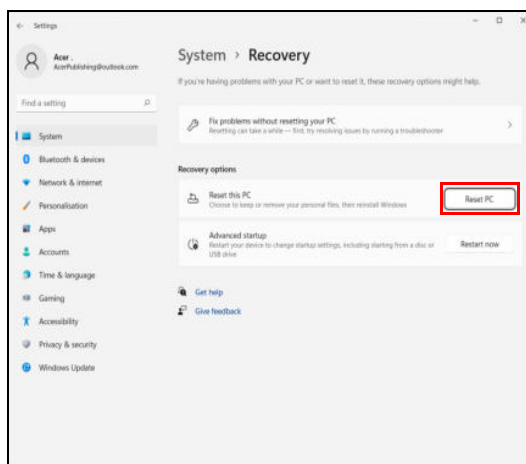 Settings
Acer .
AcerPublishing@outlook.com
System > Recovery
If you're having problems with your PC or want to reset it, these recovery options might help.
Find a setting
Fix problems without resetting your PC
Resetting can take a while — first, try resolving issues by running a troubleshooter
System
Bluetooth & devices
Network & internet
Personalisation
Apps
Accounts
Time & language
Gaming
Accessibility
Privacy & security
Windows Update
Recovery options
Reset this PC
Choose to keep or remove your personal files, then reinstall Windows
Reset PC
Advanced startup
Restart your device to change startup settings, including starting from a disc or
USB drive
Restart now
Get help
Give feedback